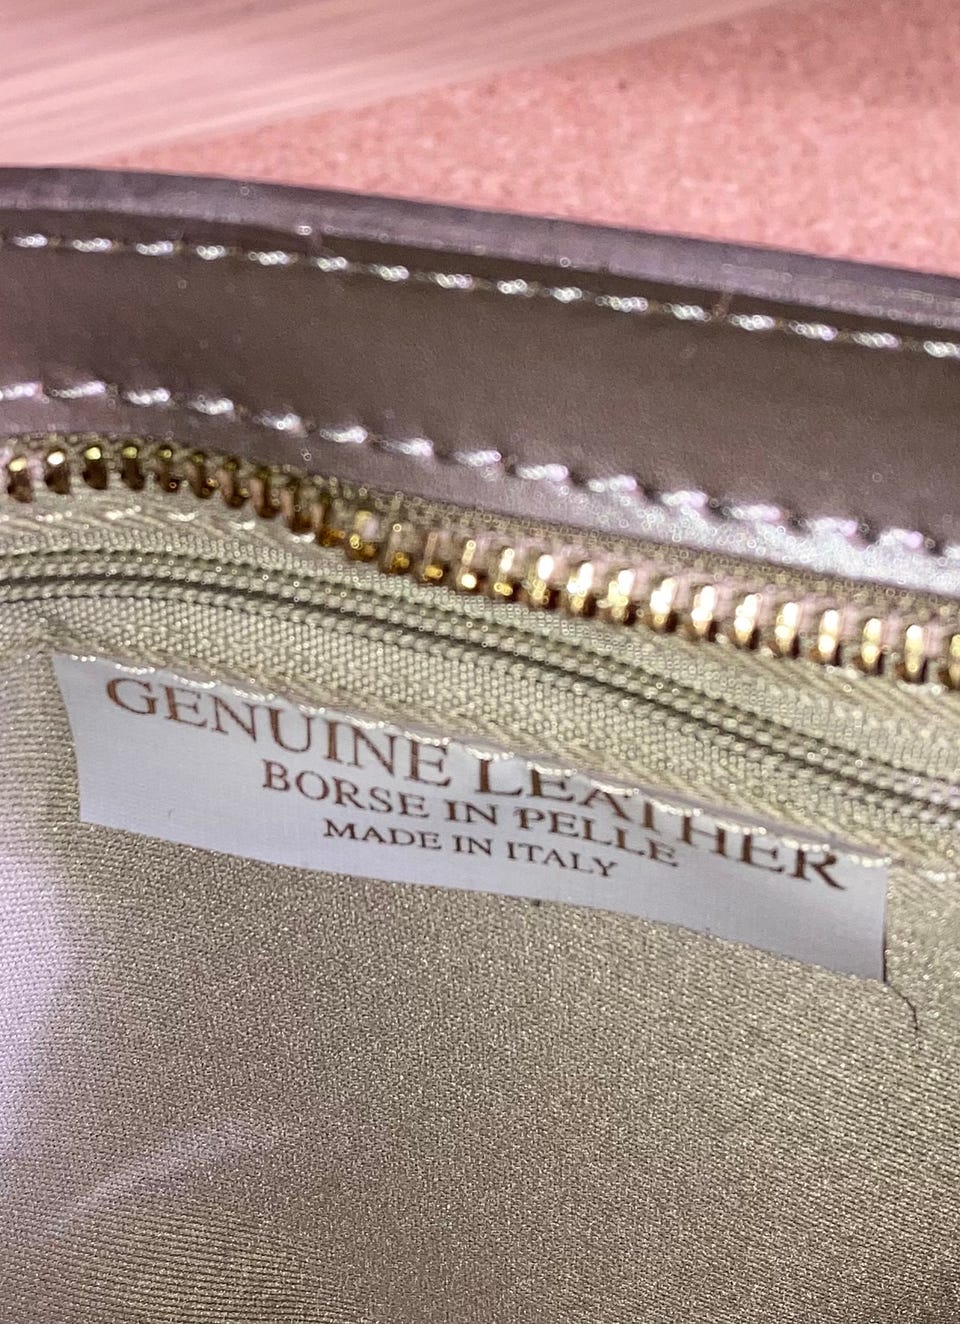 GENUINE LEATHER
BORSE IN PELLE
MADE IN ITALY